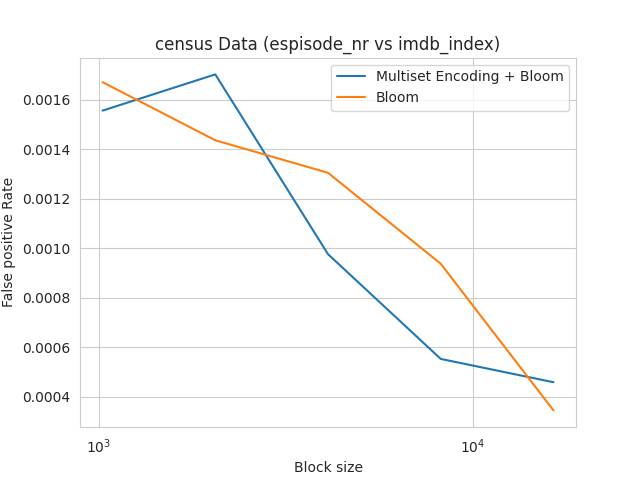 census Data (espisode_nr vs imdb_index)
Multiset Encoding + Bloom
Bloom
False positive Rate
0.0016
0.0014
0.0012
0.0010
0.0008
0.0006
0.0004
10³
10⁴
Block size